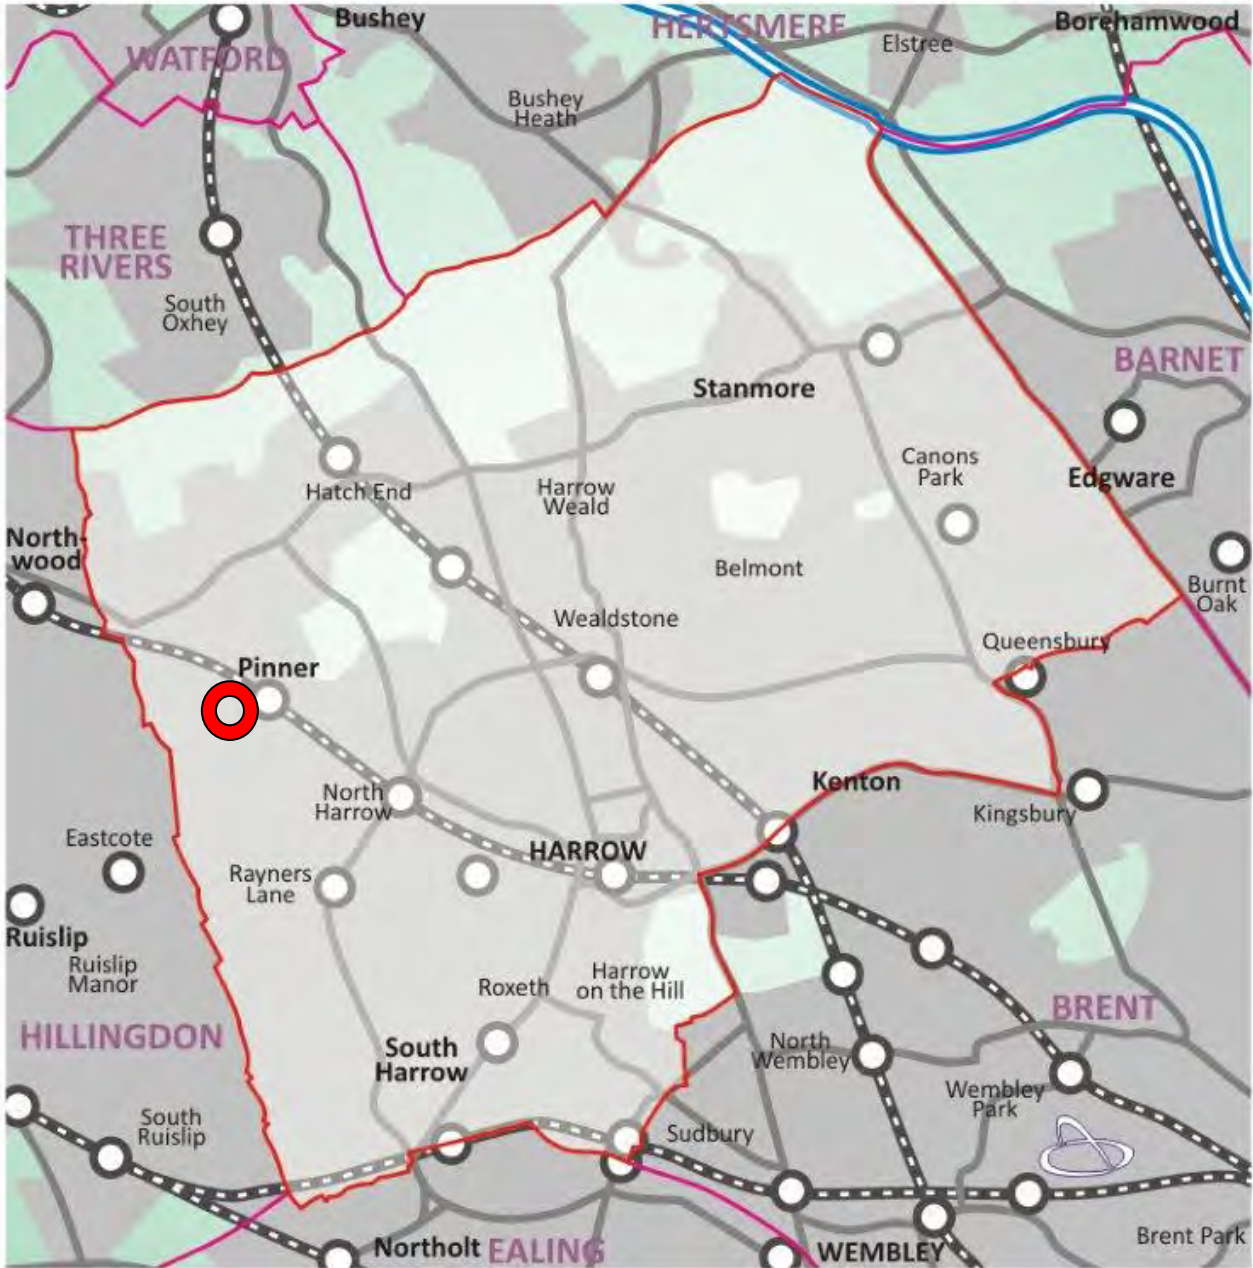 Bushey
HERTSMERE
Borehamwood
WATFORD
Elstree
Bushey
Heath
THREE
RIVERS
South
Oxhey
BARNET
Stanmore
Canons
Park
Edgware
Hatch End
Harrow
Weald
North-
wood
Belmont
Burnt
Oak
Wealdstone
Queensbury
Pinner
Kenton
North
Harrow
Kingsbury
Eastcote
HARROW
Rayners
Lane
Ruislip
Ruislip
Manor
Harrow
on the Hill
Roxeth
BRENT
HILLINGDON
South
Harrow
North
Wembley
Wembley
Park
South
Ruislip
Sudbury
Northolt
EALING
WEMBLEY
Brent Park